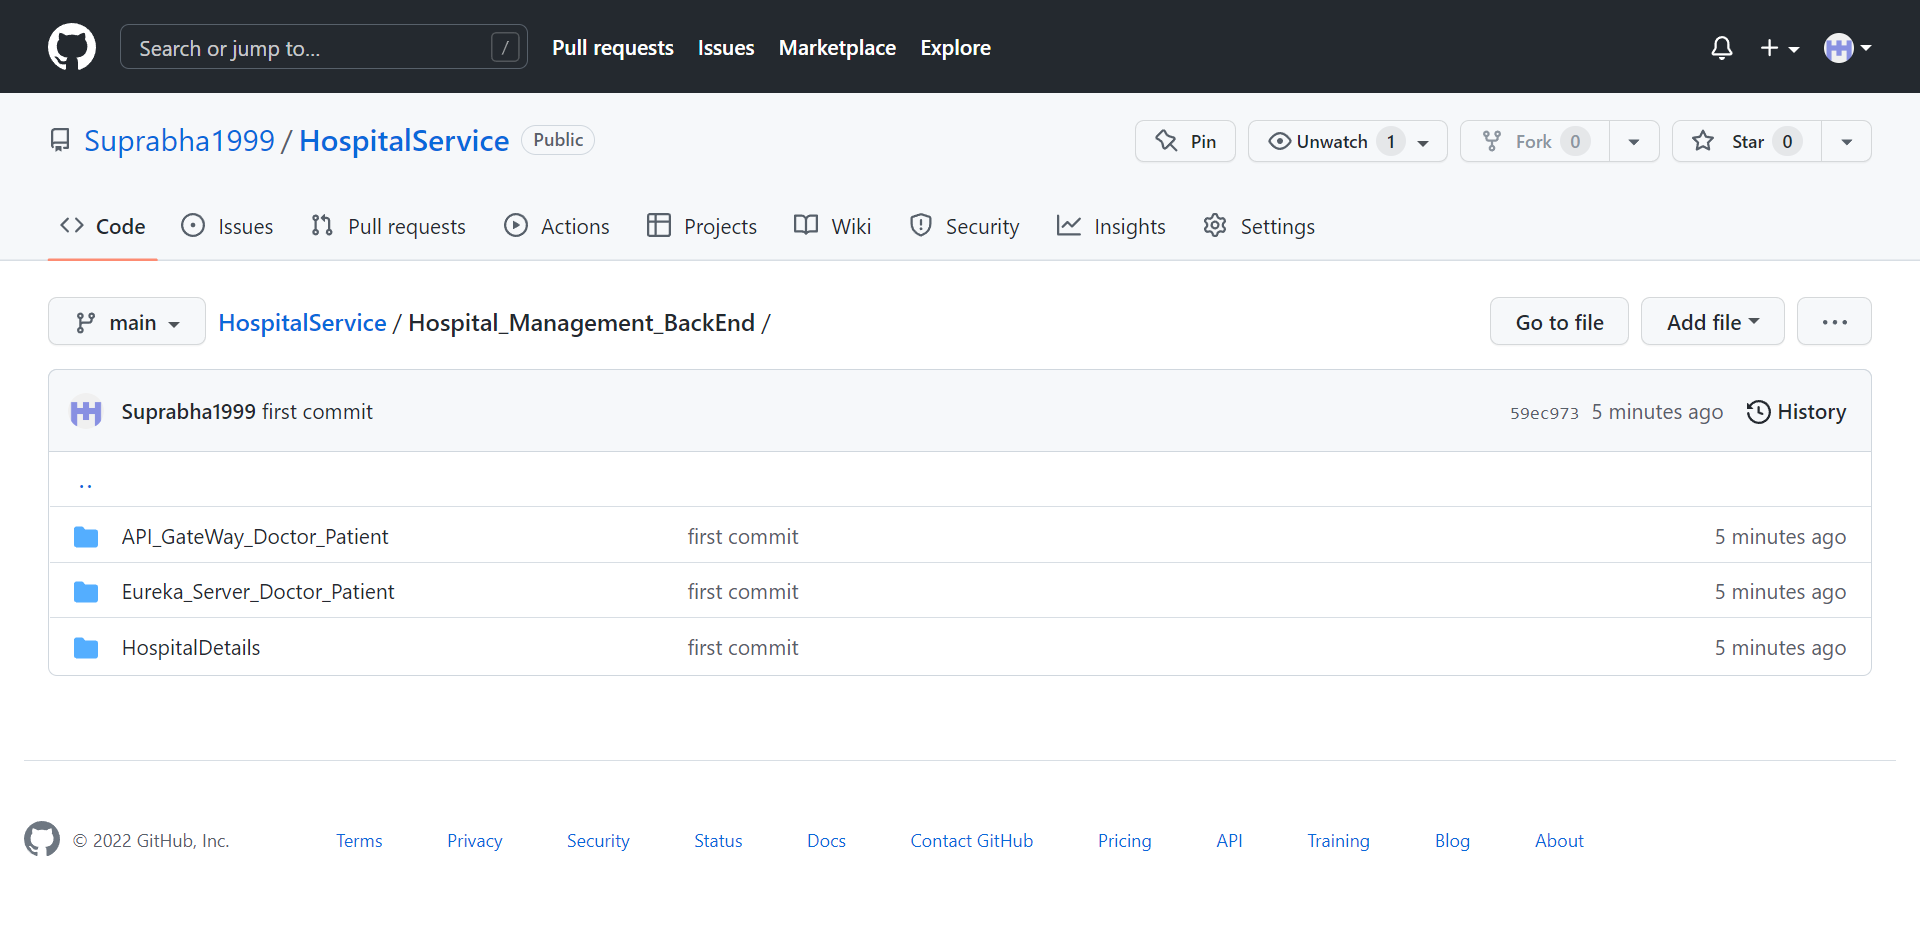 Search or jump to... / Pull requests Issues Marketplace Explore
Suprabha1999 / HospitalService Public Pin Unwatch 1 Fork 0 Star 0
Code Issues Pull requests Actions Projects Wiki Security Insights Settings
main HospitalService / Hospital_Management_BackEnd / Go to file Add file ...
Suprabha1999 first commit 59ec973 5 minutes ago History
..
API_GateWay_Doctor_Patient first commit 5 minutes ago
Eureka_Server_Doctor_Patient first commit 5 minutes ago
HospitalDetails first commit 5 minutes ago
© 2022 GitHub, Inc. Terms Privacy Security Status Docs Contact GitHub Pricing API Training Blog About